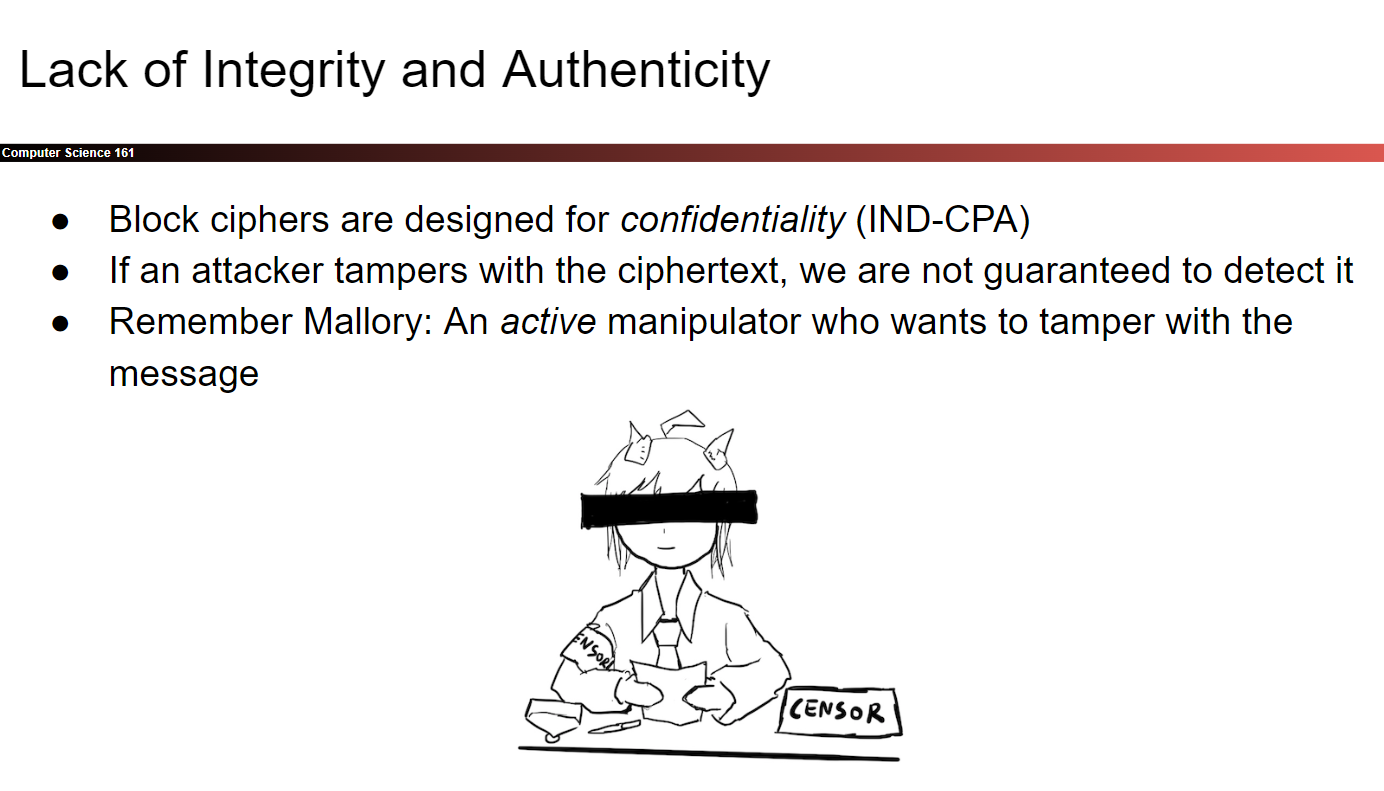 Lack of Integrity and Authenticity
Computer Science 161
● Block ciphers are designed for confidentiality (IND-CPA)
● If an attacker tampers with the ciphertext, we are not guaranteed to detect it
● Remember Mallory: An active manipulator who wants to tamper with the
message
ENSOR
CENSOR